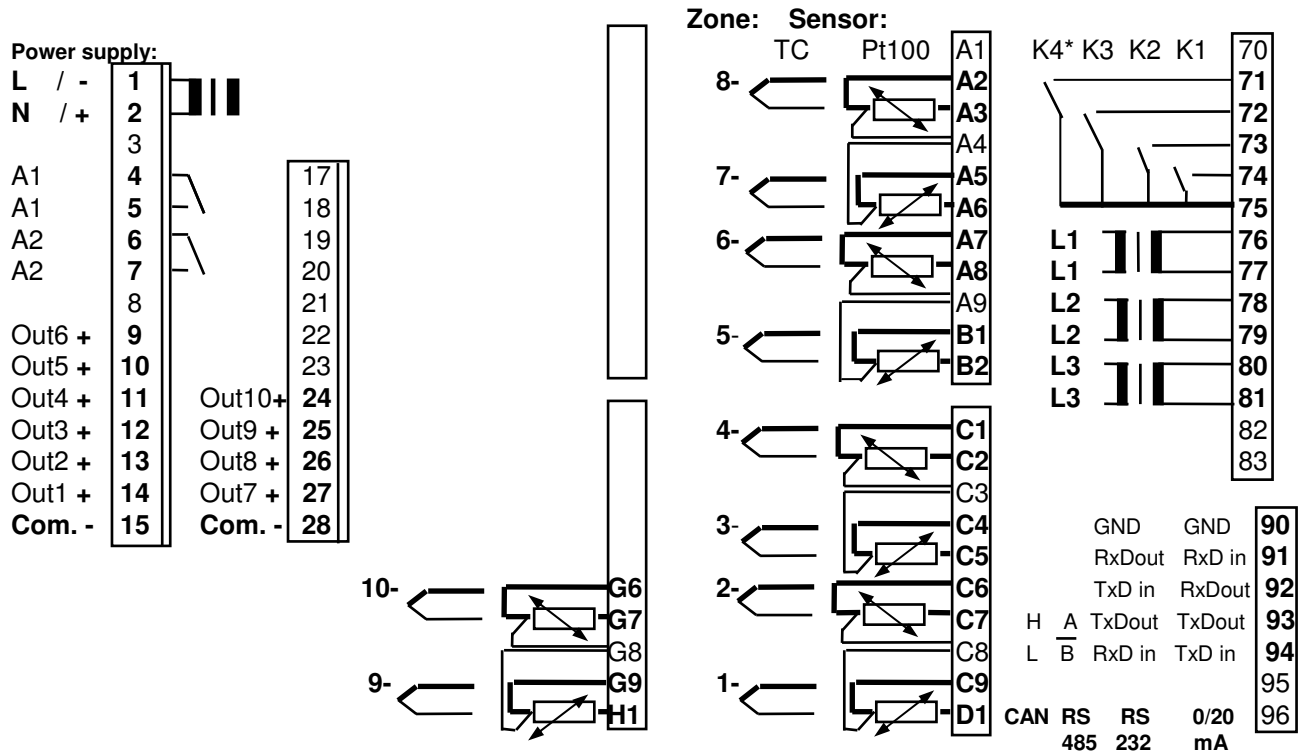 Zone: Sensor:
Power supply:
TC Pt100 A1 K4* K3 K2 K1 70
L / - 1 8- A2 71
N / + 2 A3 72
3 A4 73
A1 4 17 7- A5 74
A1 5 18 A6 75
A2 6 19 6- A7 L1 76
A2 7 20 A8 L1 77
8 21 A9 L2 78
Out6 + 9 22 5- B1 L2 79
Out5 + 10 23 B2 L3 80
Out4 + 11 Out10+ 24 L3 81
Out3 + 12 Out9 + 25 4- C1 82
Out2 + 13 Out8 + 26 C2 83
Out1 + 14 Out7 + 27 C3
Com. - 15 Com. - 28 3- C4 GND GND 90
C5 RxDout RxD in 91
10- G6 2- C6 TxD in RxDout 92
G7 C7 H A TxDout TxDout 93
G8 C8 L B RxD in TxD in 94
9- G9 1- C9 95
H1 D1 CAN RS RS 0/20 96
485 232 mA